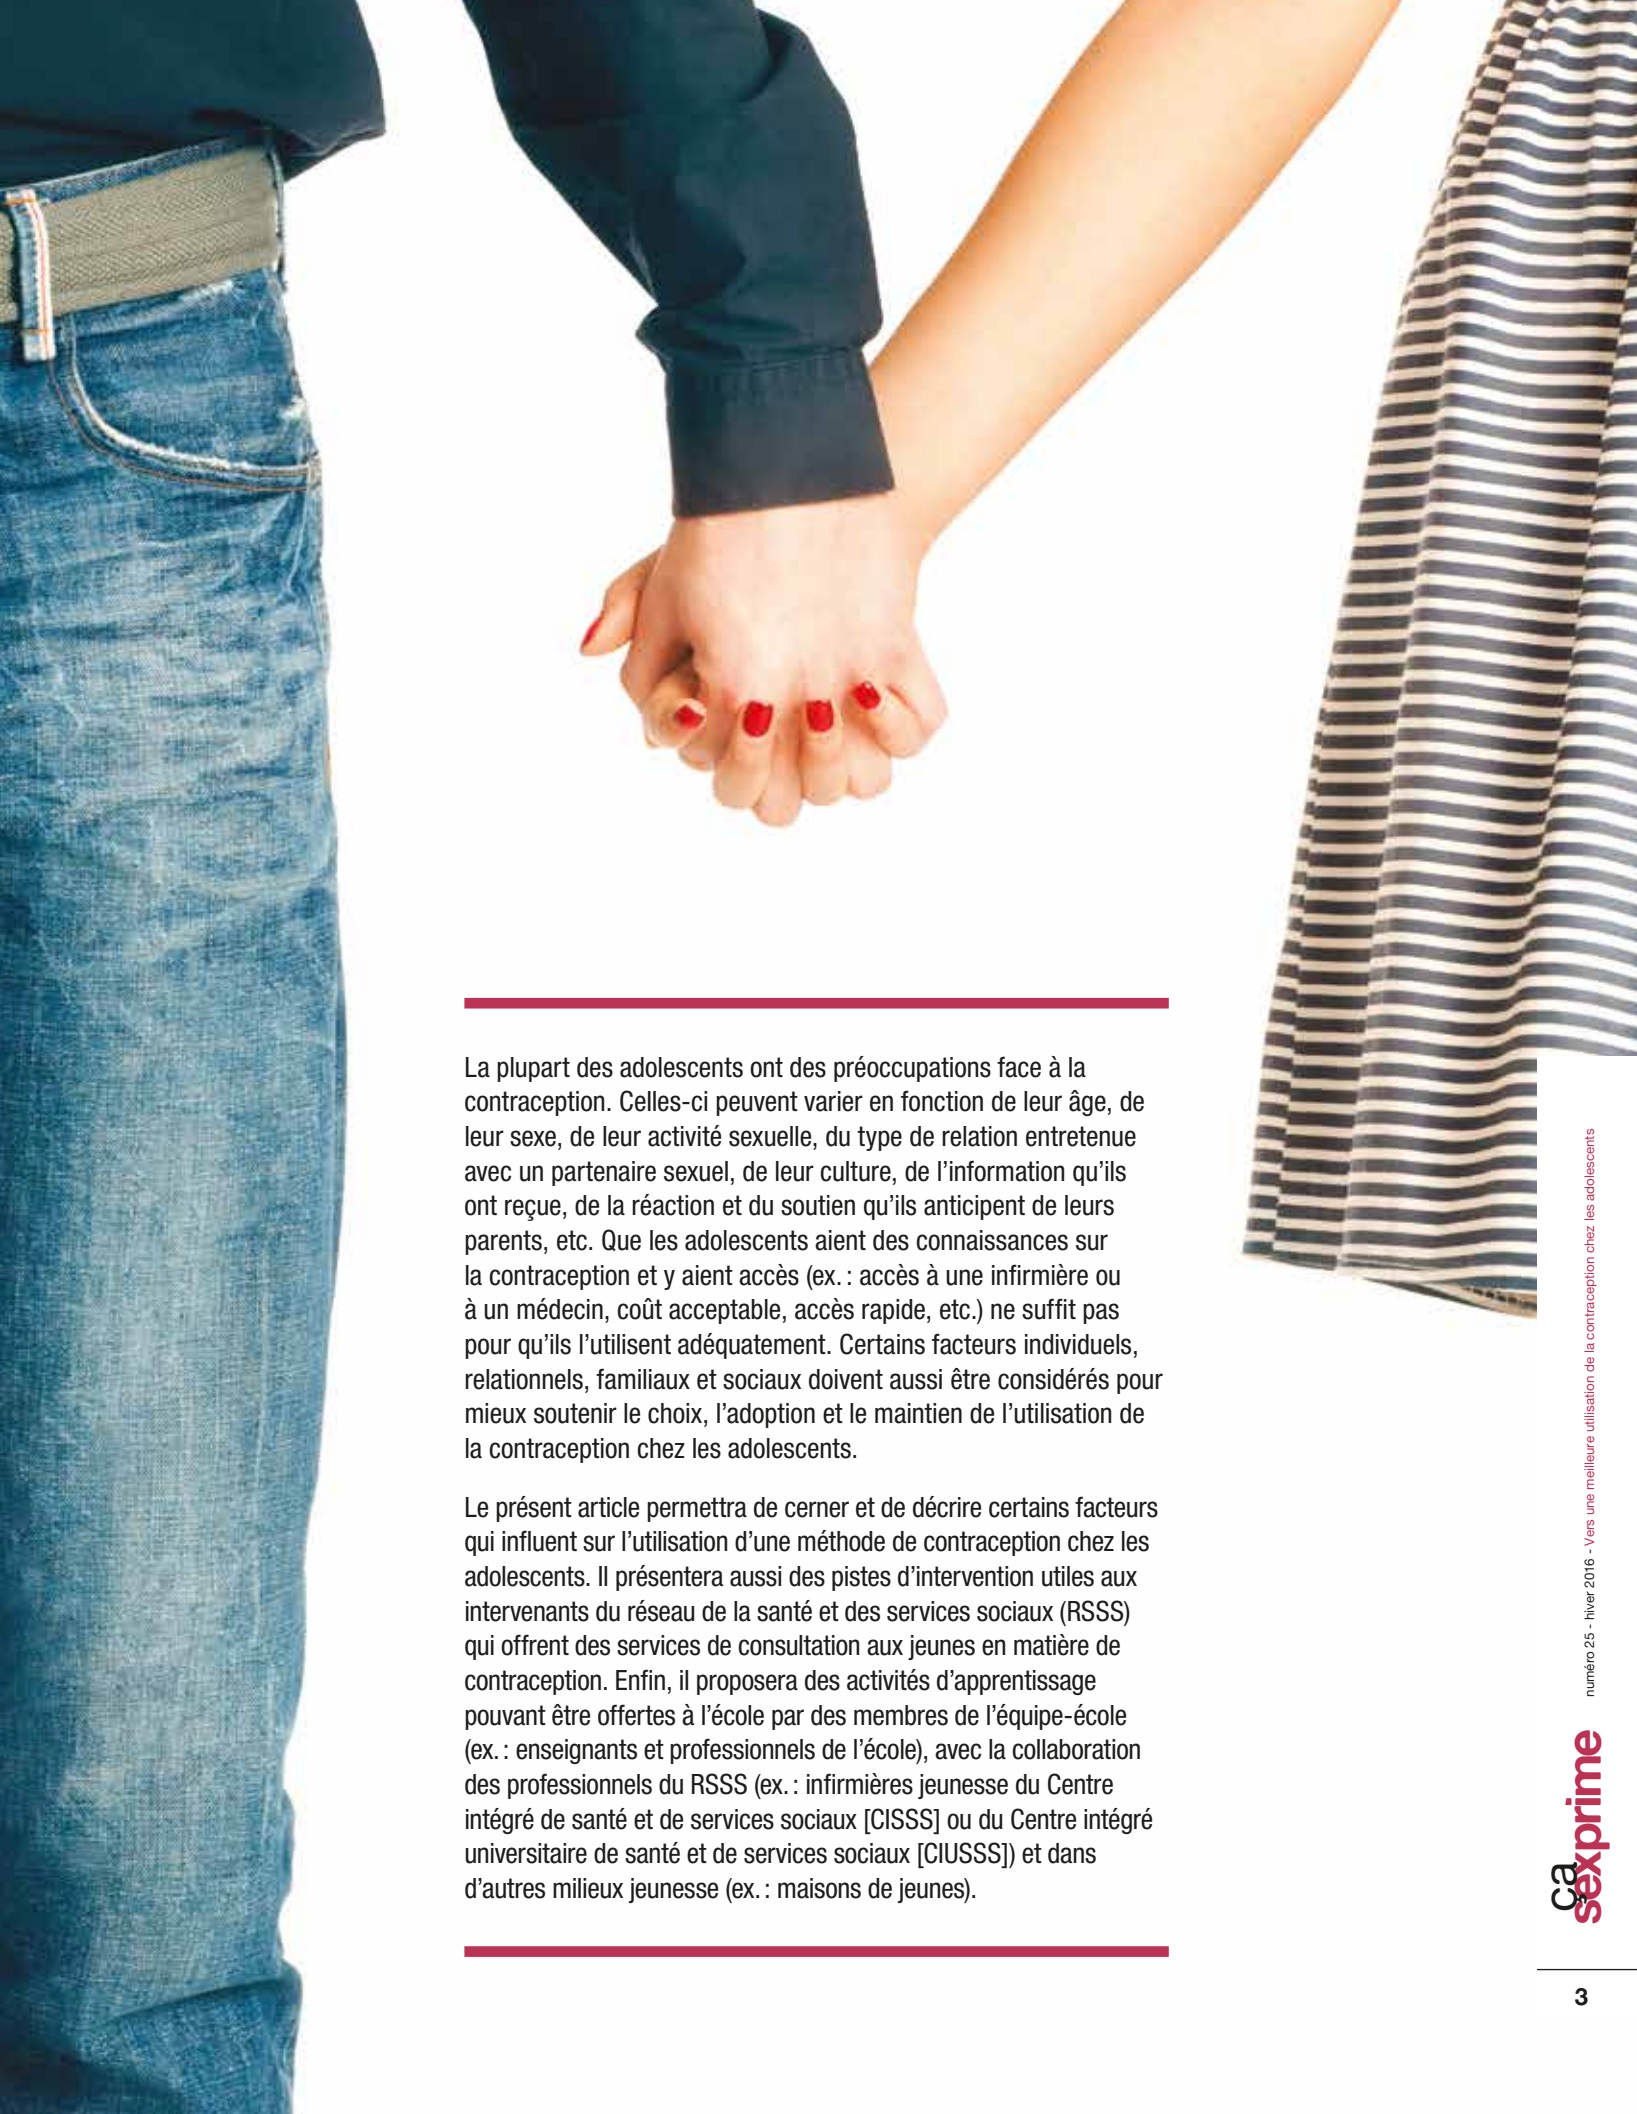 La plupart des adolescents ont des préoccupations face à la
contraception. Celles-ci peuvent varier en fonction de leur âge, de
leur sexe, de leur activité sexuelle, du type de relation entretenue
avec un partenaire sexuel, de leur culture, de l’information qu’ils
ont reçue, de la réaction et du soutien qu’ils anticipent de leurs
parents, etc. Que les adolescents aient des connaissances sur
la contraception et y aient accès (ex. : accès à une infirmière ou
à un médecin, coût acceptable, accès rapide, etc.) ne suffit pas
pour qu’ils l’utilisent adéquatement. Certains facteurs individuels,
relationnels, familiaux et sociaux doivent aussi être considérés pour
mieux soutenir le choix, l’adoption et le maintien de l’utilisation de
la contraception chez les adolescents.
Le présent article permettra de cerner et de décrire certains facteurs
qui influent sur l’utilisation d’une méthode de contraception chez les
adolescents. Il présentera aussi des pistes d’intervention utiles aux
intervenants du réseau de la santé et des services sociaux (RSSS)
qui offrent des services de consultation aux jeunes en matière de
contraception. Enfin, il proposera des activités d’apprentissage
pouvant être offertes à l’école par des membres de l’équipe-école
(ex. : enseignants et professionnels de l’école), avec la collaboration
des professionnels du RSSS (ex. : infirmières jeunesse du Centre
intégré de santé et de services sociaux [CISSS] ou du Centre intégré
universitaire de santé et de services sociaux [CIUSSS]) et dans
d’autres milieux jeunesse (ex. : maisons de jeunes).
ça
sexprime
numéro 25 - hiver 2016 - Vers une meilleure utilisation de la contraception chez les adolescents
3